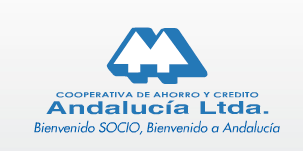 COOPERATIVA DE AHORRO Y CREDITO
Andalucía Ltda.
Bienvenido SOCIO, Bienvenido a Andalucía